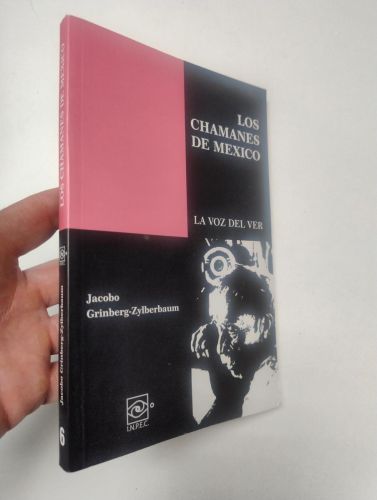 LOS CHAMANES DE MEXICO
Jacobo Grinberg-Zylberbaum
6
LOS
CHAMANES
DE MEXICO
LA VOZ DEL VER
Jacobo
Grinberg-Zylberbaum
I.N.P.E.C.